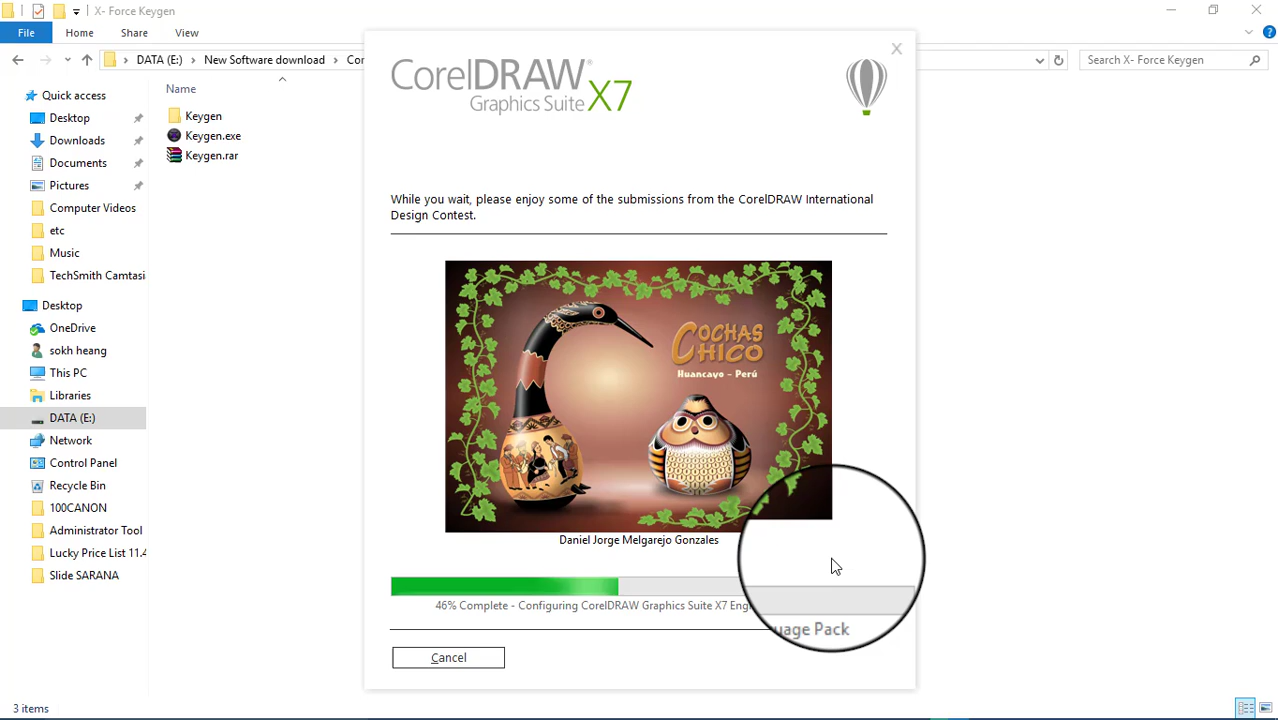 X- Force Keygen
File Home Share View
DATA (E:) New Software download Cor
Search X- Force Keygen
Quick access
Desktop
Downloads
Documents
Pictures
Computer Videos
etc
Music
TechSmith Camtasi
Desktop
OneDrive
sokh heang
This PC
Libraries
DATA (E:)
Network
Control Panel
Recycle Bin
100CANON
Administrator Tool
Lucky Price List 11.4
Slide SARANA
Name
Keygen
Keygen.exe
Keygen.rar
3 items
X
CorelDRAW®
Graphics Suite X7
While you wait, please enjoy some of the submissions from the CorelDRAW International
Design Contest.
COCHAS
CHICO
Huancayo - Perú
Daniel Jorge Melgarejo Gonzales
46% Complete - Configuring CorelDRAW Graphics Suite X7 Eng
uage Pack
Cancel